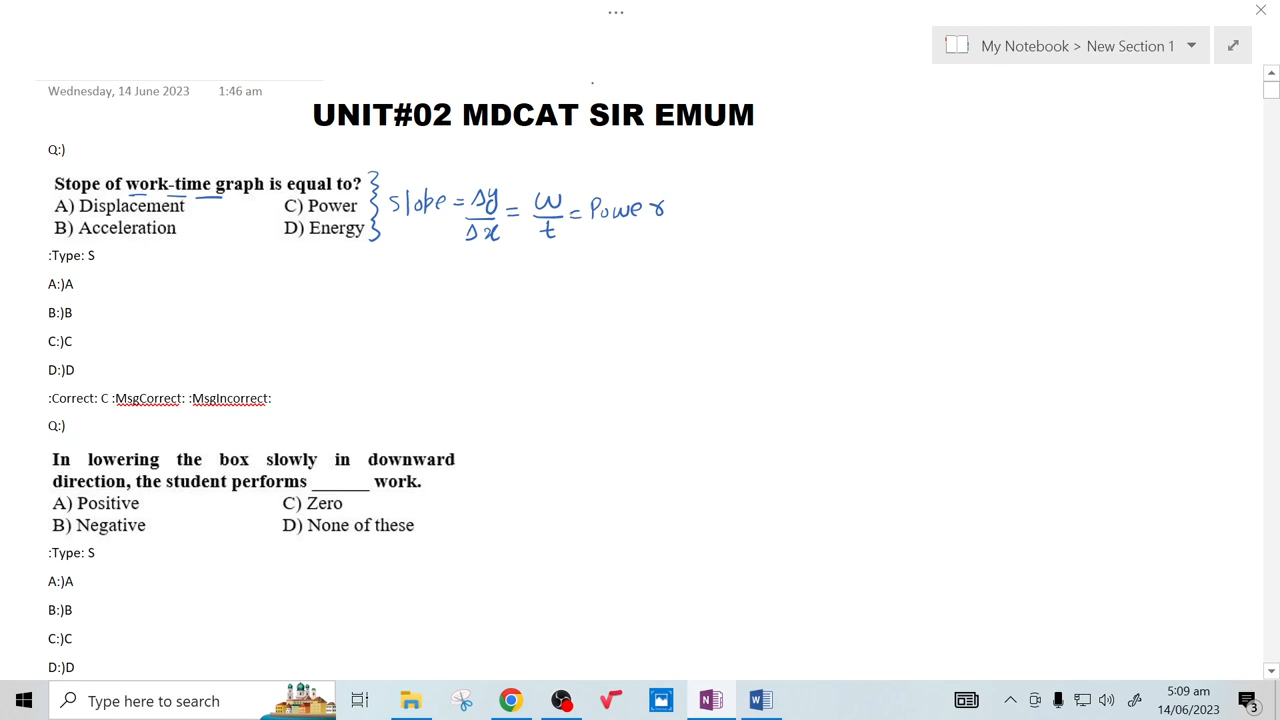 ...
My Notebook > New Section 1
Wednesday, 14 June 2023 1:46 am
UNIT#02 MDCAT SIR EMUM
Q:)
Stope of work-time graph is equal to?
A) Displacement C) Power
B) Acceleration D) Energy
slope = Δy/Δx = W/t = Power
:Type: S
A:)A
B:)B
C:)C
D:)D
:Correct: C :MsgCorrect: :MsgIncorrect:
Q:)
In lowering the box slowly in downward
direction, the student performs ______ work.
A) Positive C) Zero
B) Negative D) None of these
:Type: S
A:)A
B:)B
C:)C
D:)D
Type here to search
5:09 am
14/06/2023
3